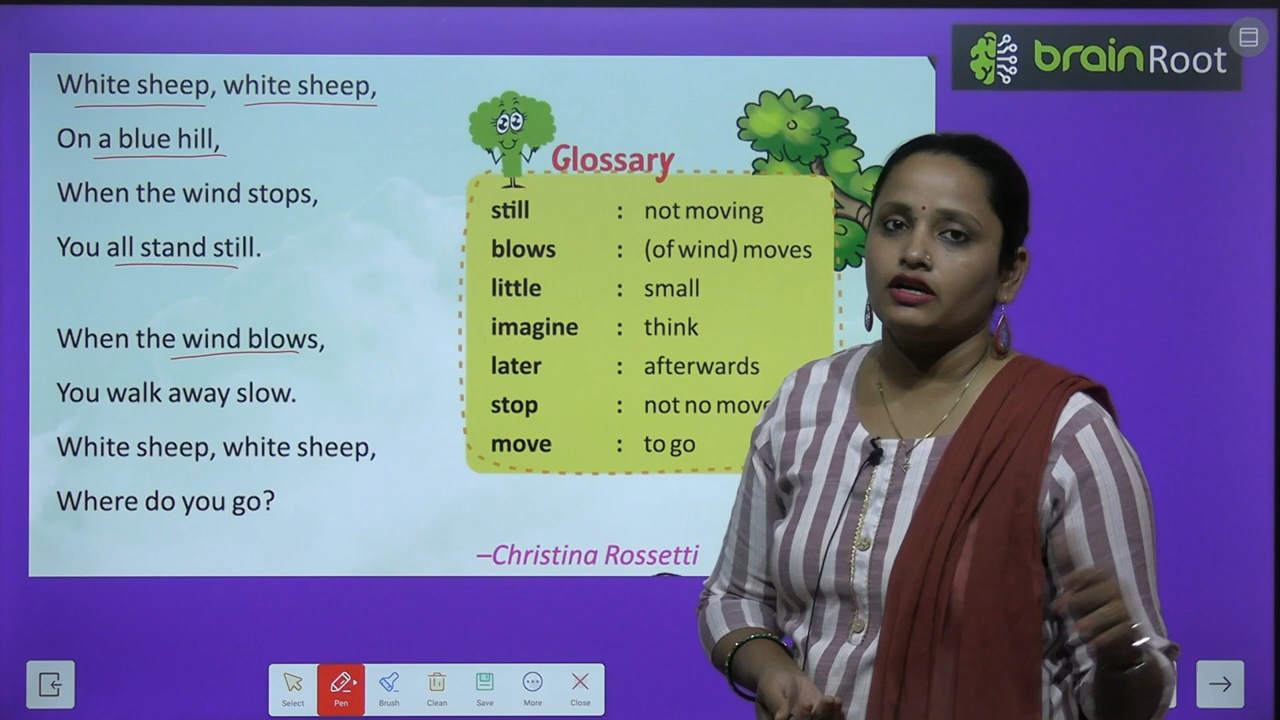 White sheep, white sheep,
On a blue hill,
When the wind stops,
You all stand still.
When the wind blows,
You walk away slow.
White sheep, white sheep,
Where do you go?
Glossary
still : not moving
blows : (of wind) moves
little : small
imagine : think
later : afterwards
stop : not no move
move : to go
–Christina Rossetti
brainRoot
Select Pen Brush Clean Save More Close